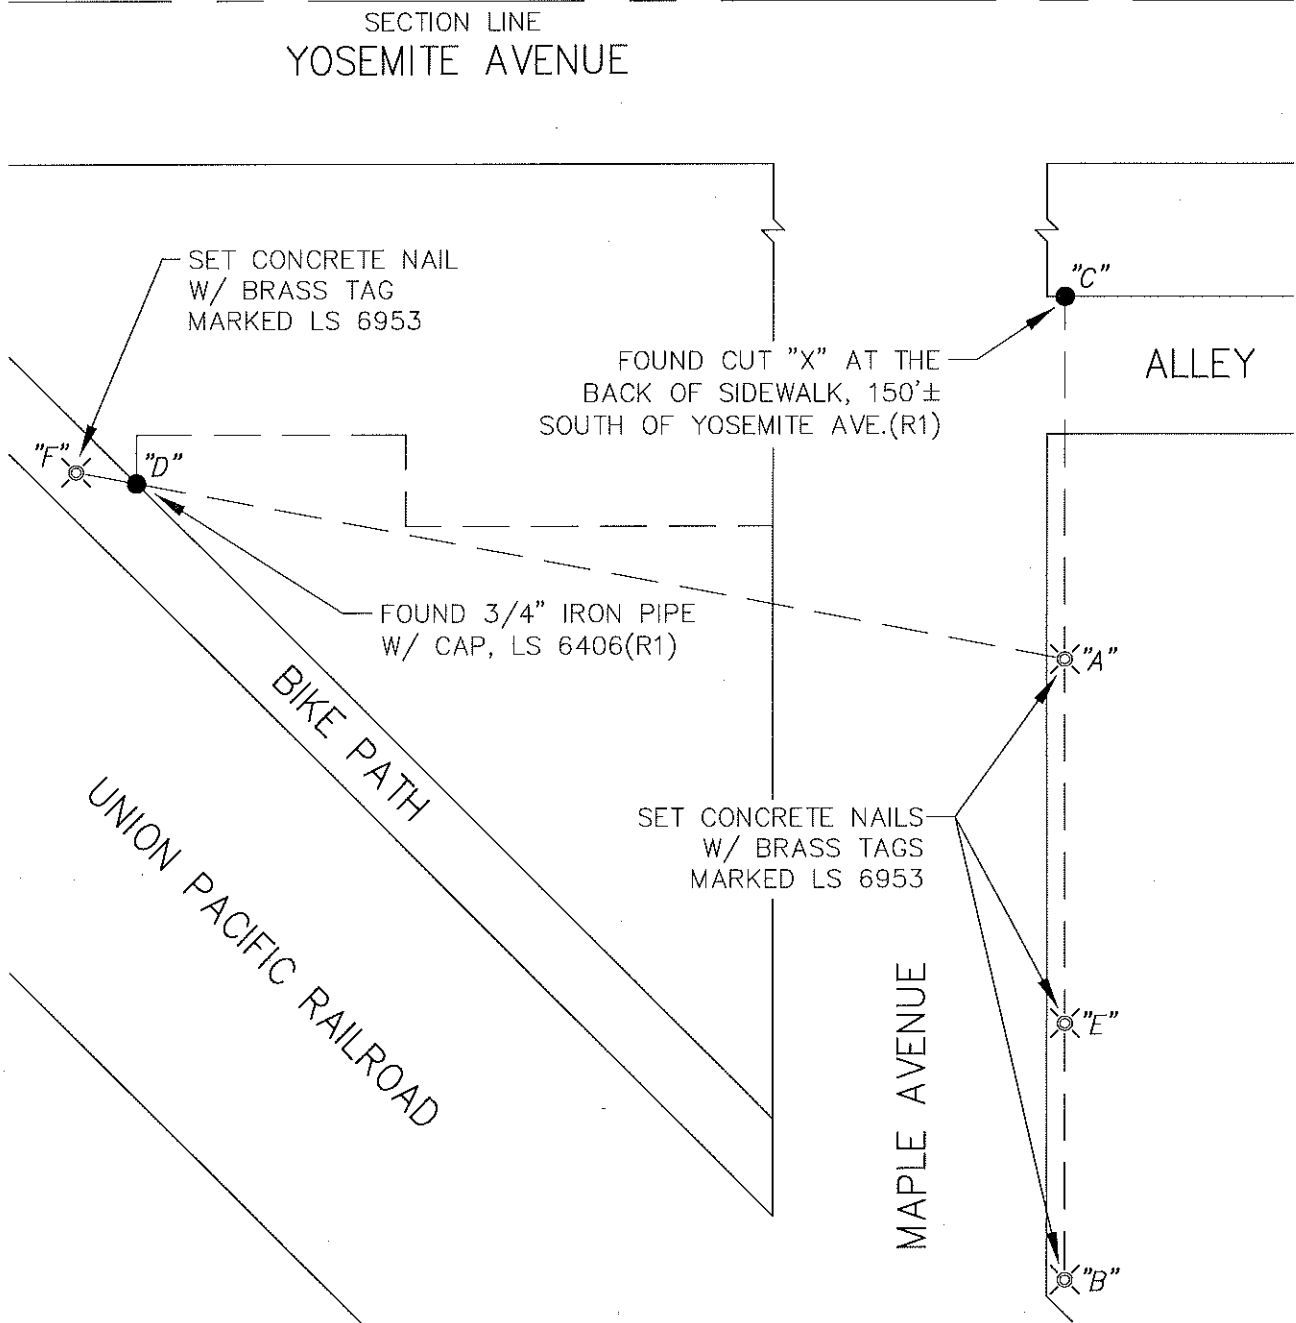 SECTION LINE
YOSEMITE AVENUE
SET CONCRETE NAIL
W/ BRASS TAG
MARKED LS 6953
"C"
FOUND CUT "X" AT THE
BACK OF SIDEWALK, 150'±
SOUTH OF YOSEMITE AVE.(R1)
ALLEY
"F"
"D"
FOUND 3/4" IRON PIPE
W/ CAP, LS 6406(R1)
"A"
BIKE PATH
UNION PACIFIC RAILROAD
SET CONCRETE NAILS
W/ BRASS TAGS
MARKED LS 6953
MAPLE AVENUE
"E"
"B"